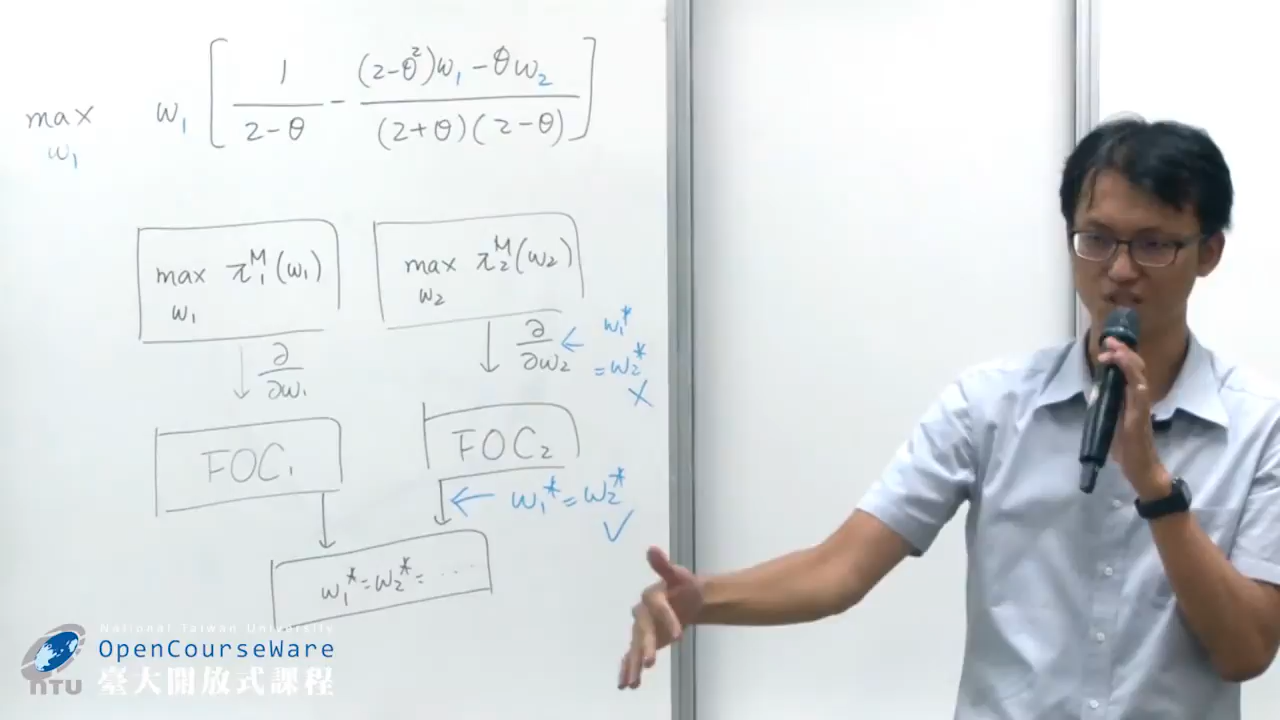 max w₁ [ 1 / (2-θ) - ((2-θ²)w₁ - θw₂) / ((2+θ)(2-θ)) ]
w₁
max π₁ᴹ(w₁)
w₁
max π₂ᴹ(w₂)
w₂
∂/∂w₁
∂/∂w₂ ← w₁* = w₂* ×
FOC₁
FOC₂
← w₁* = w₂* ✓
w₁* = w₂* = ....
National Taiwan University
OpenCourseWare
NTU 臺大開放式課程